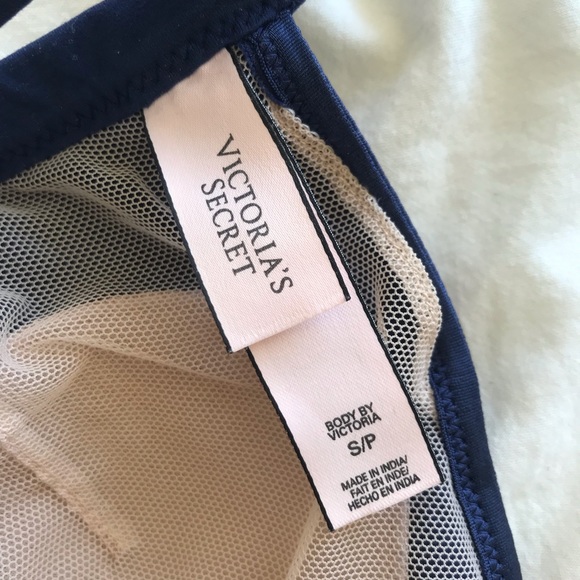 VICTORIA'S
SECRET
BODY BY
VICTORIA
S/P
MADE IN INDIA/
FAIT EN INDE/
HECHO EN INDIA